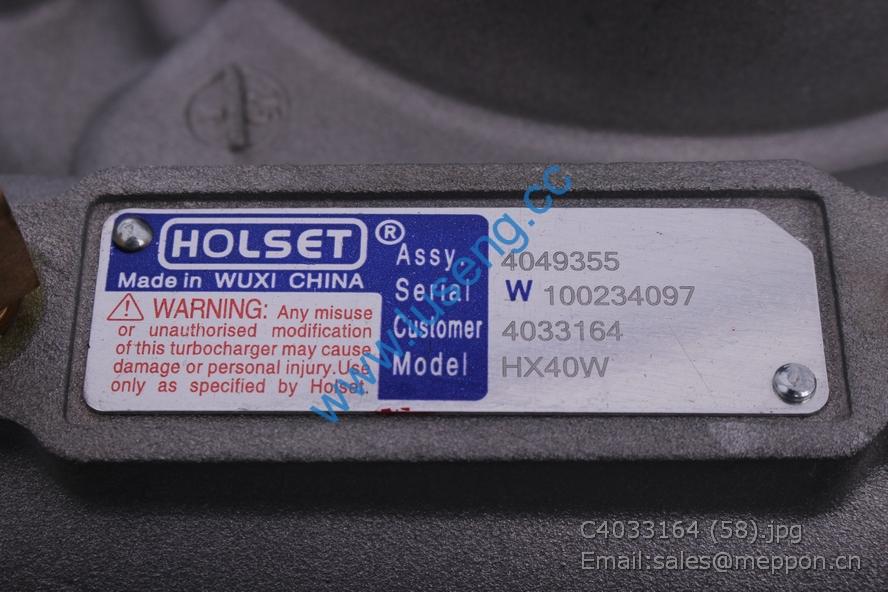 HOLSET ®
Made in WUXI CHINA
WARNING: Any misuse
or unauthorised modification
of this turbocharger may cause
damage or personal injury.Use
only as specified by Holset.
Assy. 4049355
Serial W 100234097
Customer 4033164
Model HX40W
www.luseng.cc
C4033164 (58).jpg
Email:sales@meppon.cn